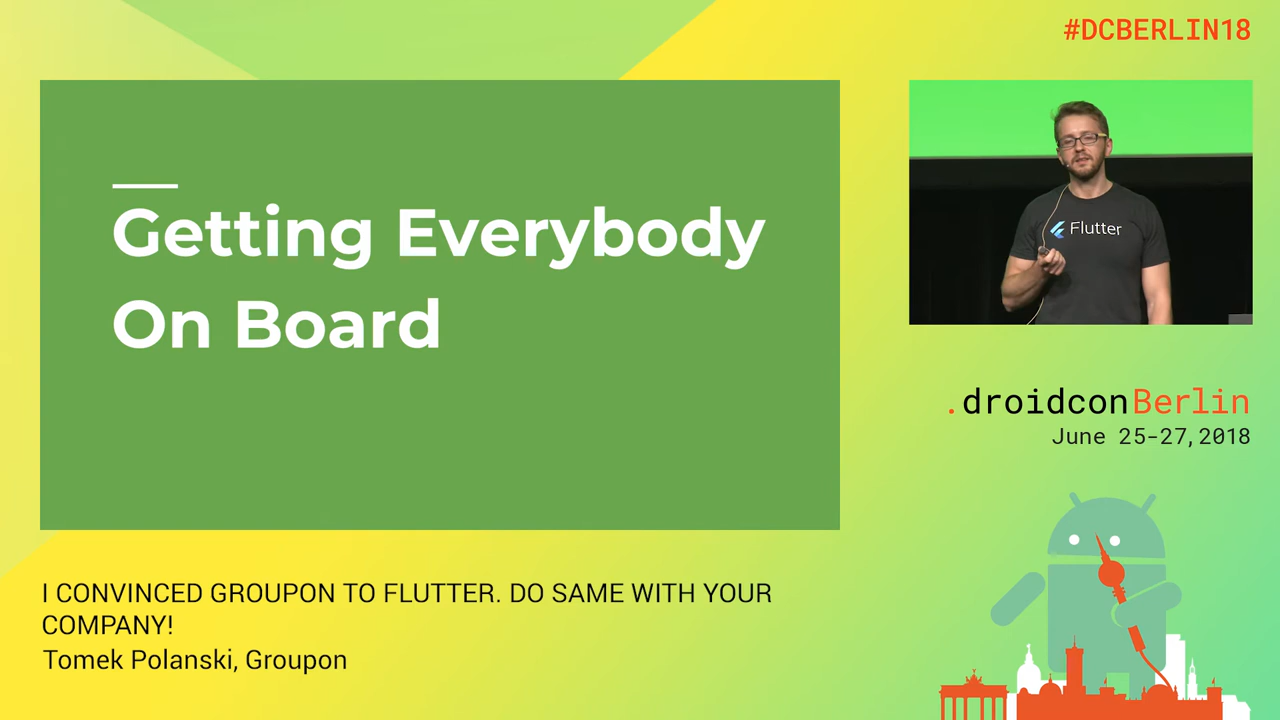 #DCBERLIN18
Getting Everybody
On Board
Flutter
.droidconBerlin
June 25-27, 2018
I CONVINCED GROUPON TO FLUTTER. DO SAME WITH YOUR
COMPANY!
Tomek Polanski, Groupon